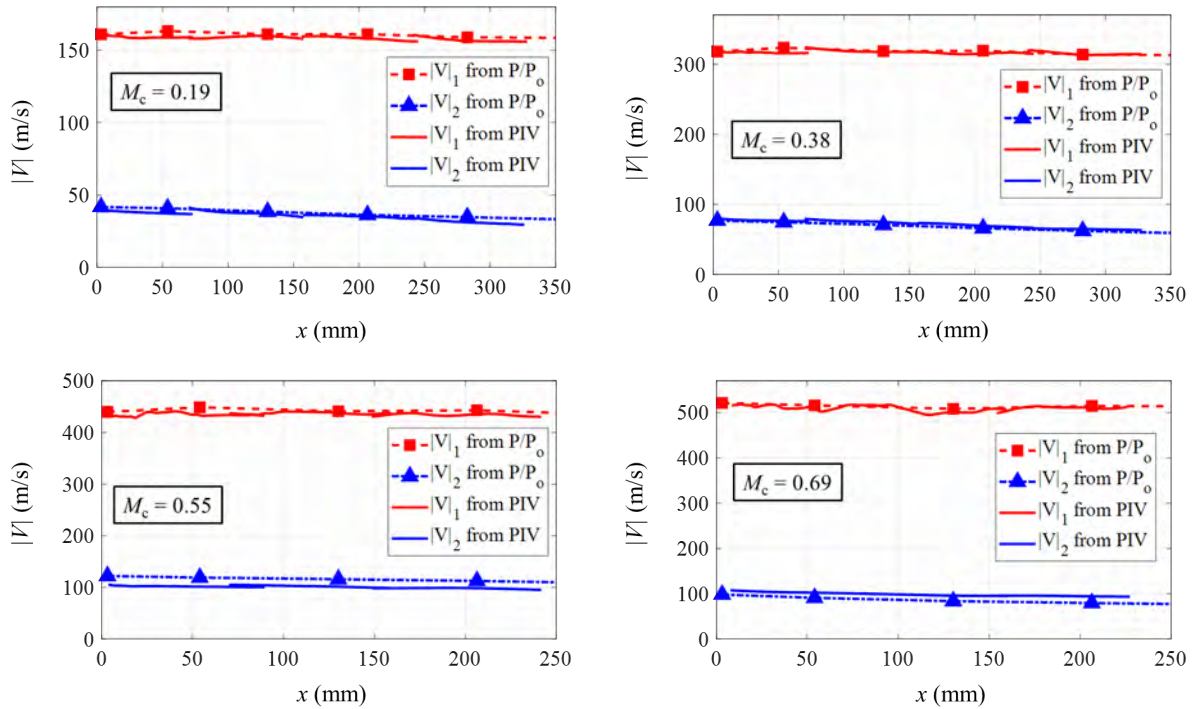 150
100
50
0
|V| (m/s)
M_c = 0.19
|V|_1 from P/P_o
|V|_2 from P/P_o
|V|_1 from PIV
|V|_2 from PIV
0 50 100 150 200 250 300 350
x (mm)
300
200
100
0
|V| (m/s)
M_c = 0.38
|V|_1 from P/P_o
|V|_2 from P/P_o
|V|_1 from PIV
|V|_2 from PIV
0 50 100 150 200 250 300 350
x (mm)
500
400
300
200
100
0
|V| (m/s)
M_c = 0.55
|V|_1 from P/P_o
|V|_2 from P/P_o
|V|_1 from PIV
|V|_2 from PIV
0 50 100 150 200 250
x (mm)
500
400
300
200
100
0
|V| (m/s)
M_c = 0.69
|V|_1 from P/P_o
|V|_2 from P/P_o
|V|_1 from PIV
|V|_2 from PIV
0 50 100 150 200 250
x (mm)